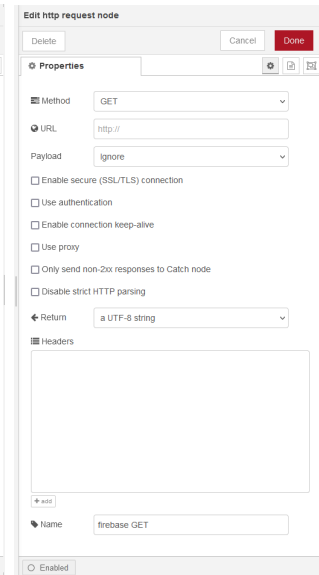 Edit http request node
Delete
Cancel
Done
Properties
Method
GET
URL
http://
Payload
Ignore
Enable secure (SSL/TLS) connection
Use authentication
Enable connection keep-alive
Use proxy
Only send non-2xx responses to Catch node
Disable strict HTTP parsing
Return
a UTF-8 string
Headers
+ add
Name
firebase GET
Enabled